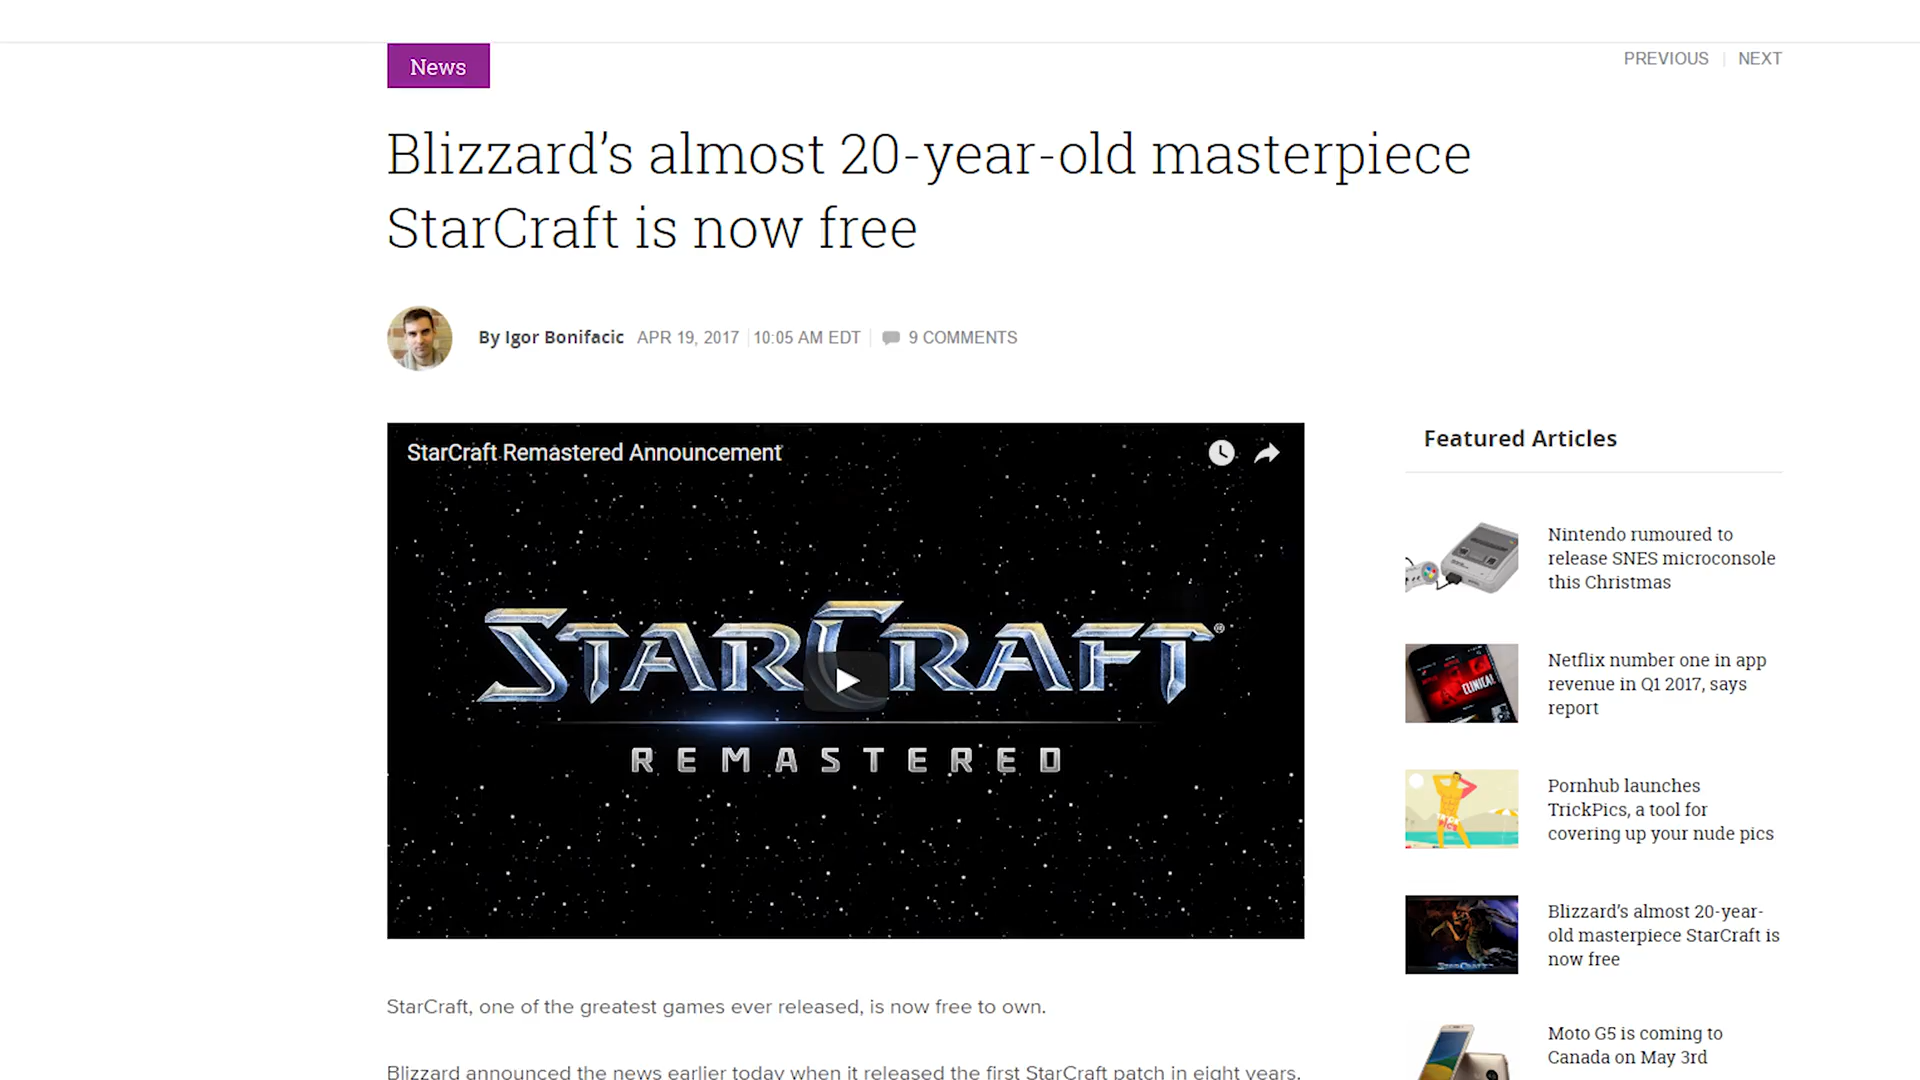 News
PREVIOUS
NEXT
Blizzard’s almost 20-year-old masterpiece
StarCraft is now free
By Igor Bonifacic APR 19, 2017 10:05 AM EDT 9 COMMENTS
StarCraft Remastered Announcement
STARCRAFT®
REMASTERED
StarCraft, one of the greatest games ever released, is now free to own.
Blizzard announced the news earlier today when it released the first StarCraft patch in eight years.
Featured Articles
Nintendo rumoured to
release SNES microconsole
this Christmas
CLINICAL
Netflix number one in app
revenue in Q1 2017, says
report
Pornhub launches
TrickPics, a tool for
covering up your nude pics
STARCRAFT
Blizzard’s almost 20-year-
old masterpiece StarCraft is
now free
Moto G5 is coming to
Canada on May 3rd